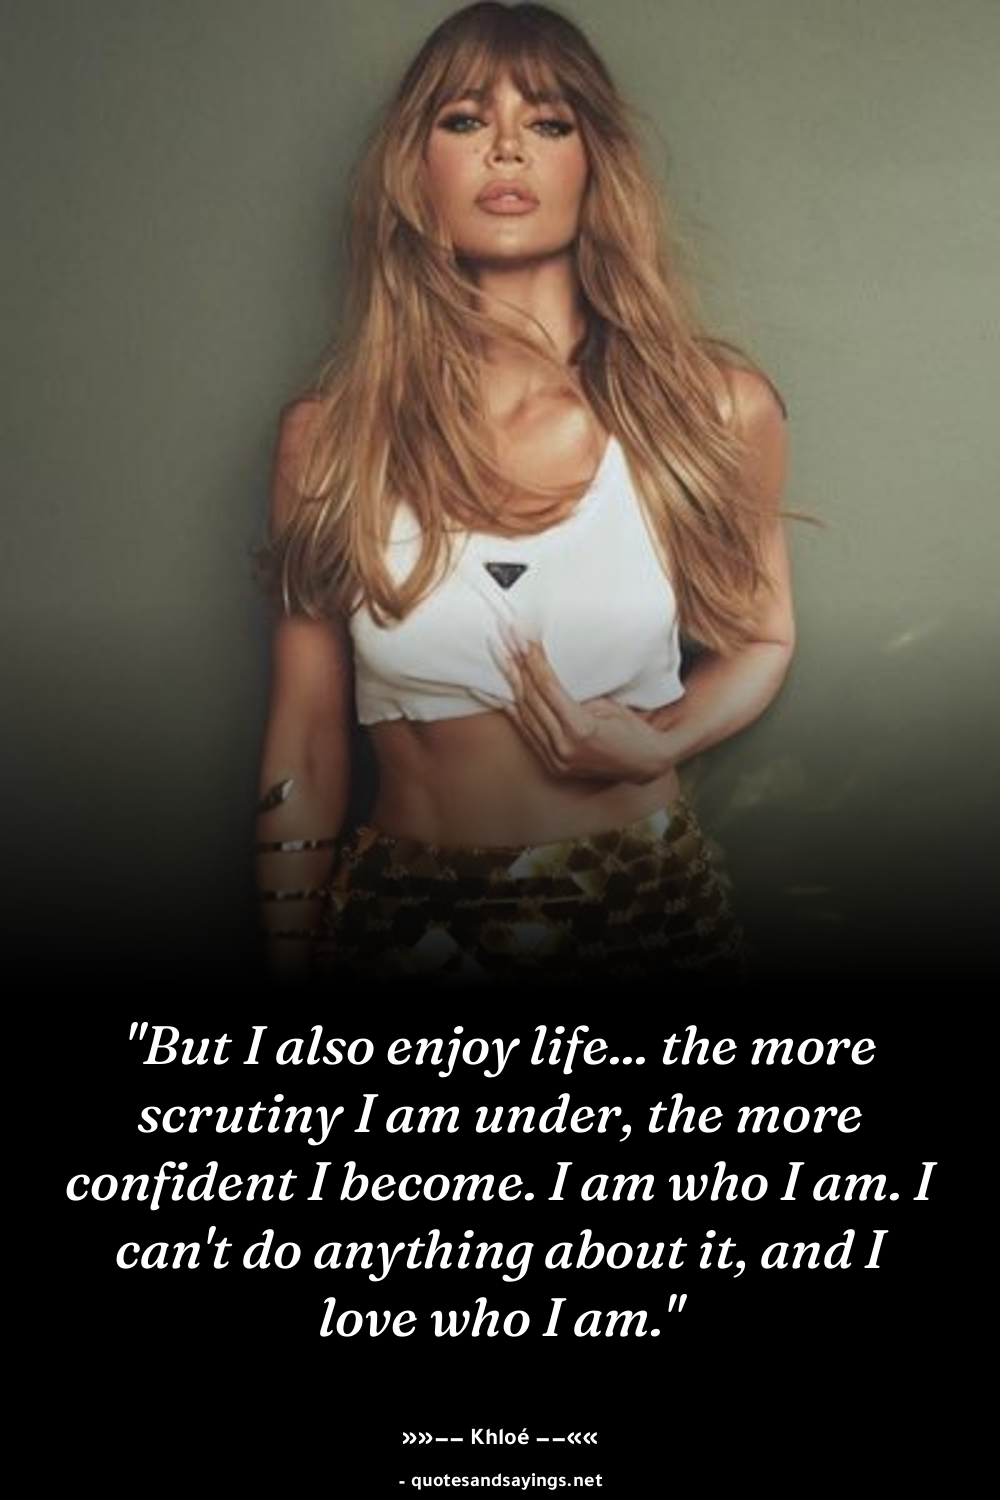 "But I also enjoy life... the more
scrutiny I am under, the more
confident I become. I am who I am. I
can't do anything about it, and I
love who I am."
»»–– Khloé ––««
- quotesandsayings.net